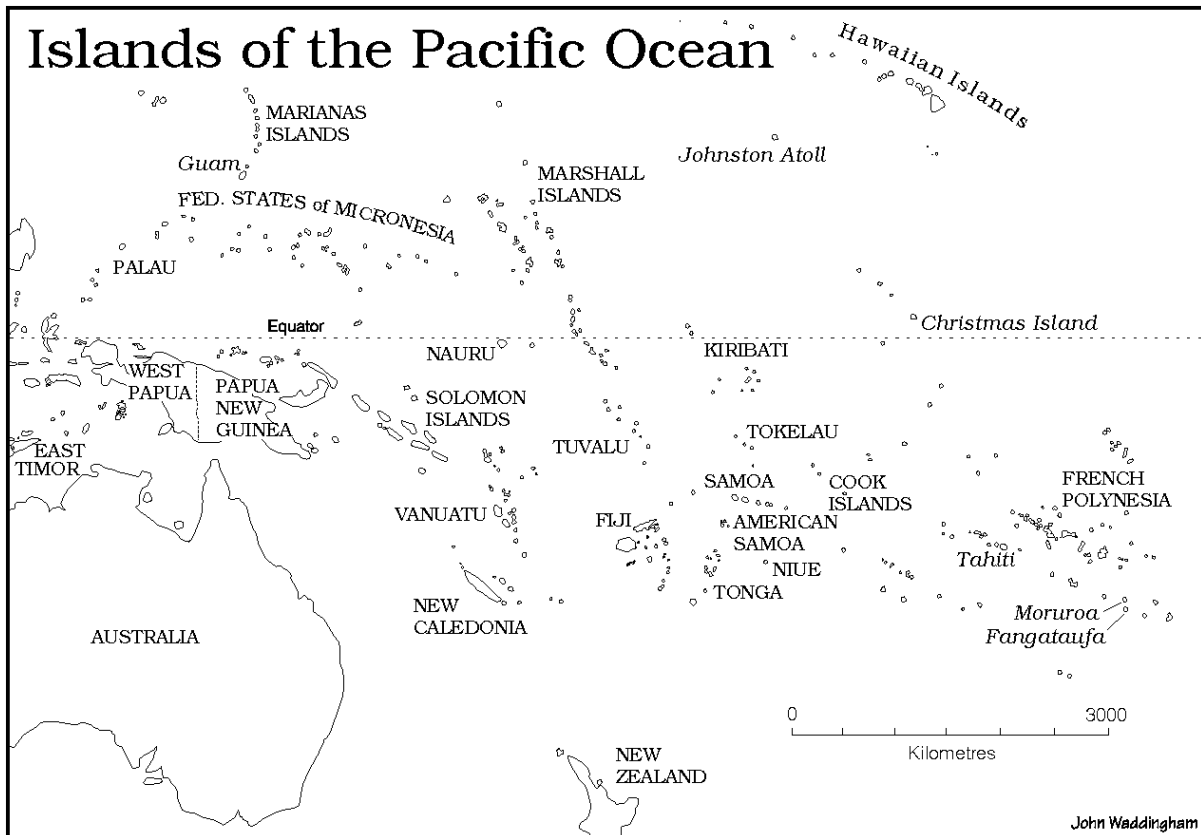 Islands of the Pacific Ocean
Hawaiian Islands
MARIANAS
ISLANDS
Johnston Atoll
Guam
MARSHALL
ISLANDS
FED. STATES of MICRONESIA
PALAU
Equator
Christmas Island
NAURU
KIRIBATI
WEST
PAPUA
PAPUA
NEW
GUINEA
SOLOMON
ISLANDS
EAST
TIMOR
TUVALU
TOKELAU
SAMOA
COOK
ISLANDS
FRENCH
POLYNESIA
VANUATU
FIJI
AMERICAN
SAMOA
Tahiti
NIUE
TONGA
NEW
CALEDONIA
Moruroa
Fangataufa
AUSTRALIA
0
3000
Kilometres
NEW
ZEALAND
John Waddingham